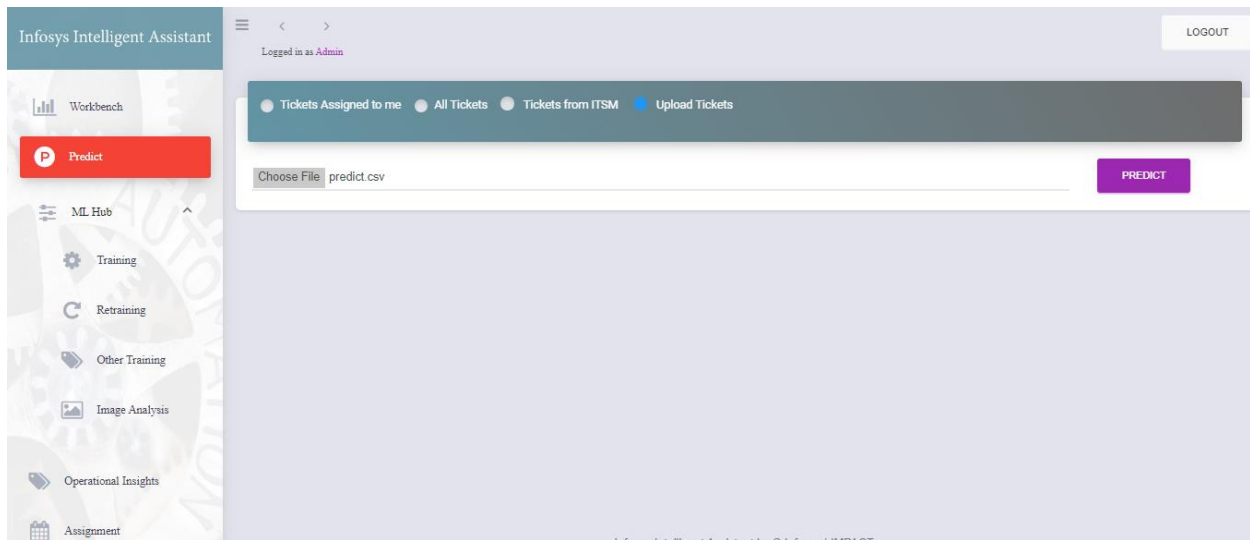 Infosys Intelligent Assistant
LOGOUT
Logged in as Admin
Workbench
P Predict
ML Hub
Training
Retraining
Other Training
Image Analysis
Operational Insights
Assignment
Tickets Assigned to me All Tickets Tickets from ITSM Upload Tickets
Choose File predict.csv
PREDICT
AUTOMATION